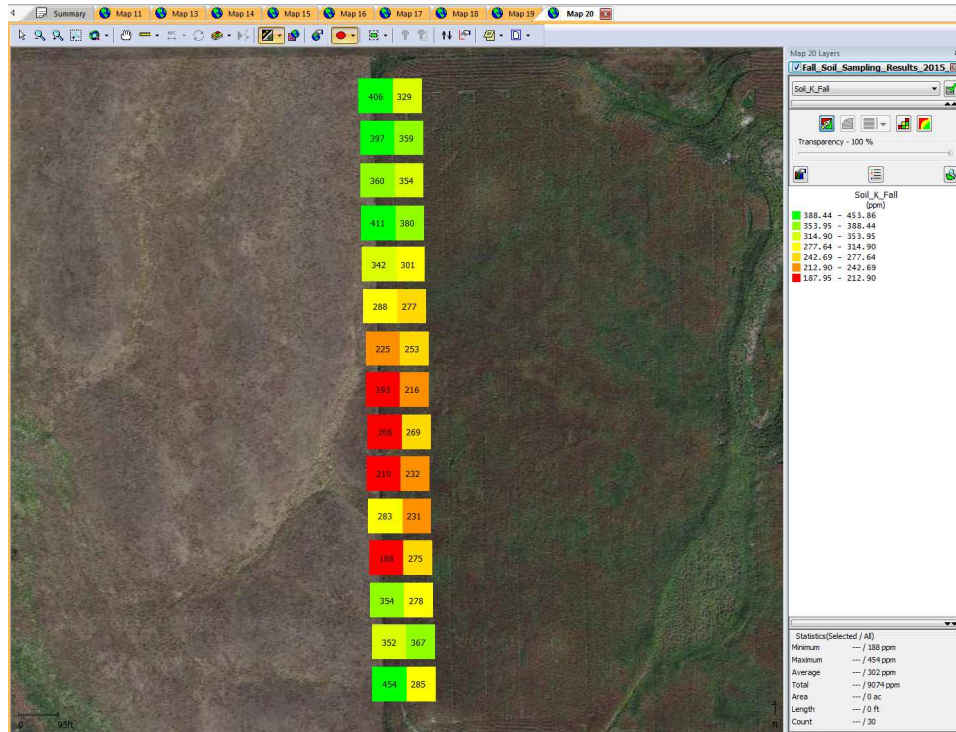 Summary Map 11 Map 13 Map 14 Map 15 Map 16 Map 17 Map 18 Map 19 Map 20
Map 20 Layers
Fall_Soil_Sampling_Results_2015_
Soil_K_Fall
Transparency - 100 %
Soil_K_Fall
(ppm)
388.44 - 453.86
353.95 - 388.44
314.90 - 353.95
277.64 - 314.90
242.69 - 277.64
212.90 - 242.69
187.95 - 212.90
406 329
397 359
360 354
411 380
342 301
288 277
225 253
193 216
206 269
210 232
283 231
188 275
354 278
352 367
454 285
0 95ft
N
Statistics(Selected / All)
Minimum --- / 188 ppm
Maximum --- / 454 ppm
Average --- / 302 ppm
Total --- / 9074 ppm
Area --- / 0 ac
Length --- / 0 ft
Count --- / 30